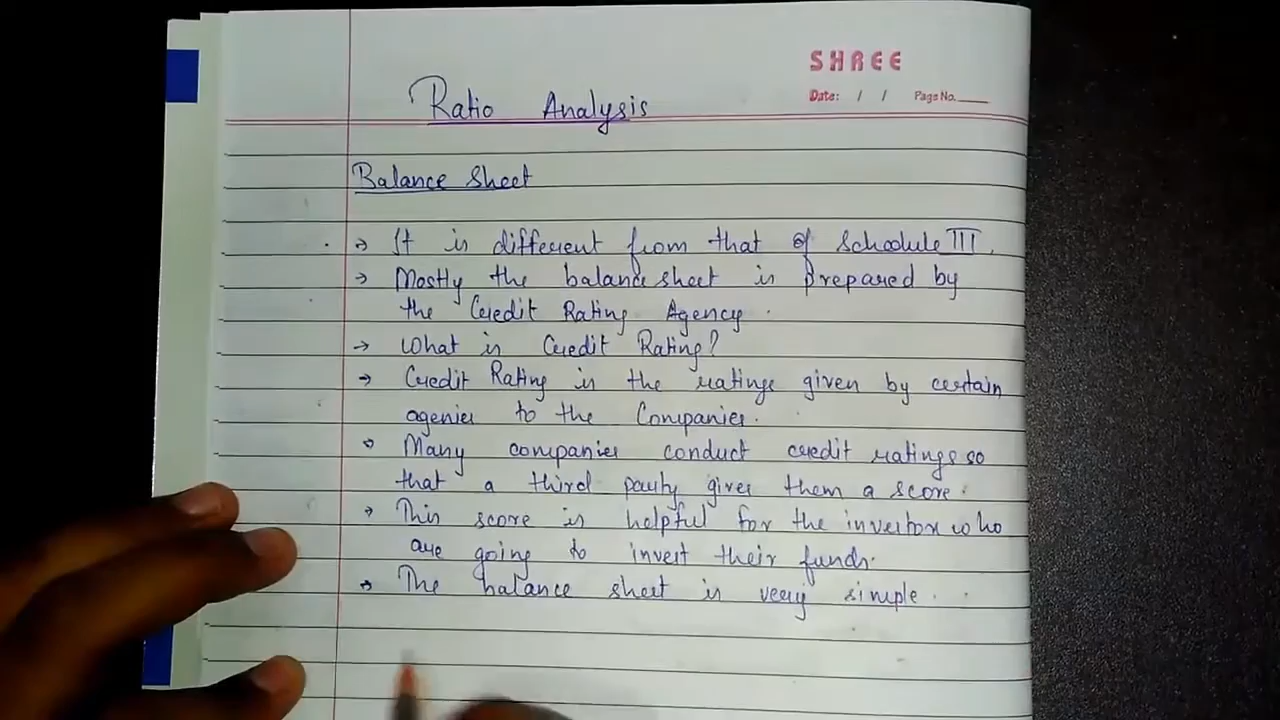 SHREE
Date: / / Page No.
Ratio Analysis
Balance Sheet
→ It is different from that of Schedule III.
→ Mostly the balance sheet is prepared by
the Credit Rating Agency.
→ What is Credit Rating?
→ Credit Rating is the ratings given by certain
agenies to the Companies.
→ Many companies conduct credit ratings so
that a third party gives them a score.
→ This score is helpful for the investor who
are going to invest their funds.
→ The balance sheet is very simple.